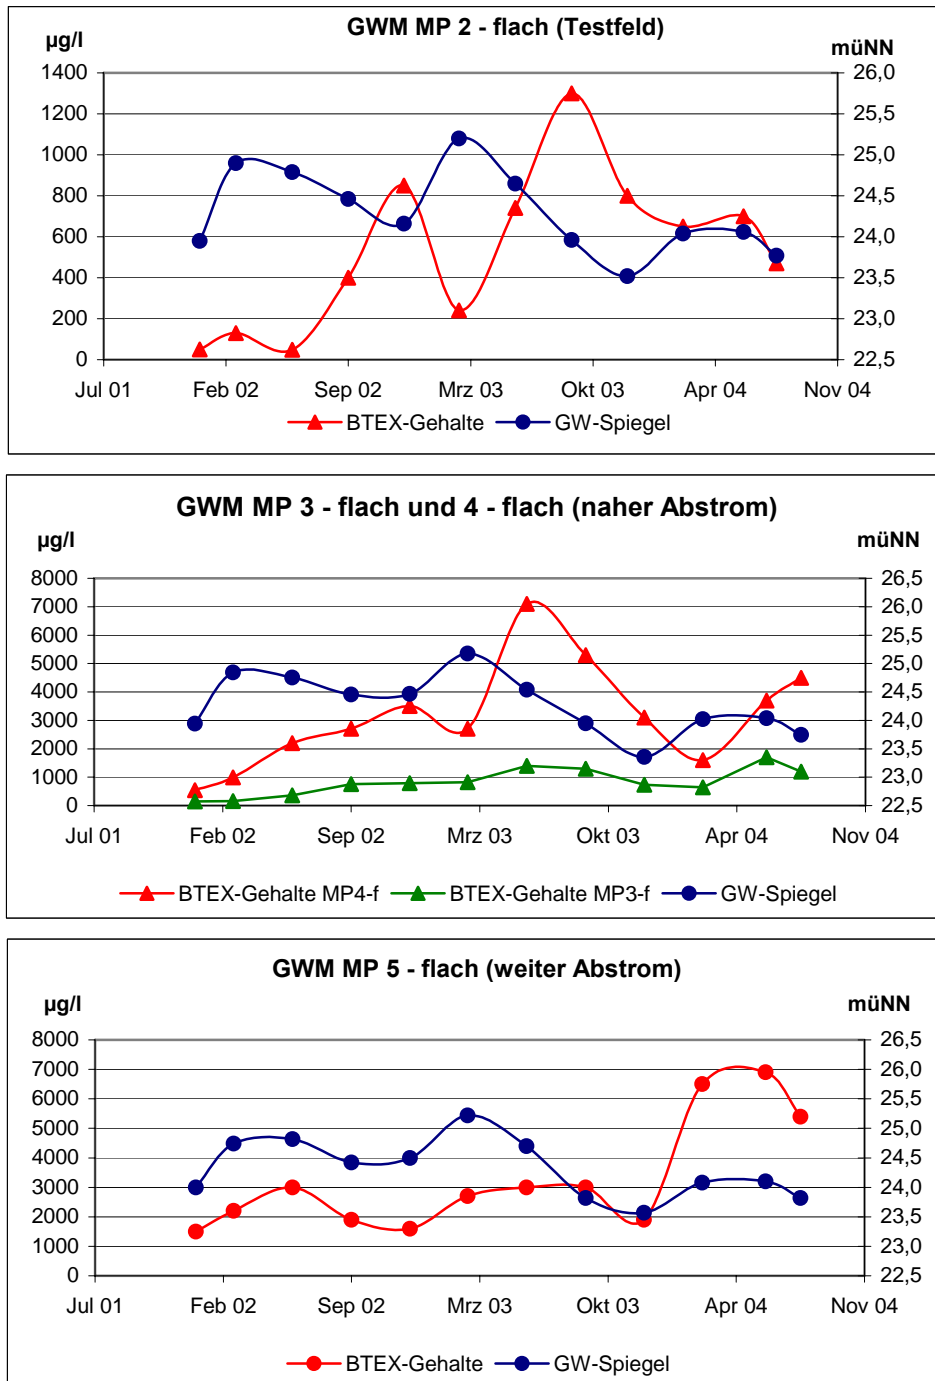 GWM MP 2 - flach (Testfeld)
µg/l müNN
1400 26,0
1200 25,5
1000 25,0
800 24,5
600 24,0
400 23,5
200 23,0
0 22,5
Jul 01 Feb 02 Sep 02 Mrz 03 Okt 03 Apr 04 Nov 04
BTEX-Gehalte GW-Spiegel
GWM MP 3 - flach und 4 - flach (naher Abstrom)
µg/l müNN
8000 26,5
7000 26,0
6000 25,5
5000 25,0
4000 24,5
3000 24,0
2000 23,5
1000 23,0
0 22,5
Jul 01 Feb 02 Sep 02 Mrz 03 Okt 03 Apr 04 Nov 04
BTEX-Gehalte MP4-f BTEX-Gehalte MP3-f GW-Spiegel
GWM MP 5 - flach (weiter Abstrom)
µg/l müNN
8000 26,5
7000 26,0
6000 25,5
5000 25,0
4000 24,5
3000 24,0
2000 23,5
1000 23,0
0 22,5
Jul 01 Feb 02 Sep 02 Mrz 03 Okt 03 Apr 04 Nov 04
BTEX-Gehalte GW-Spiegel